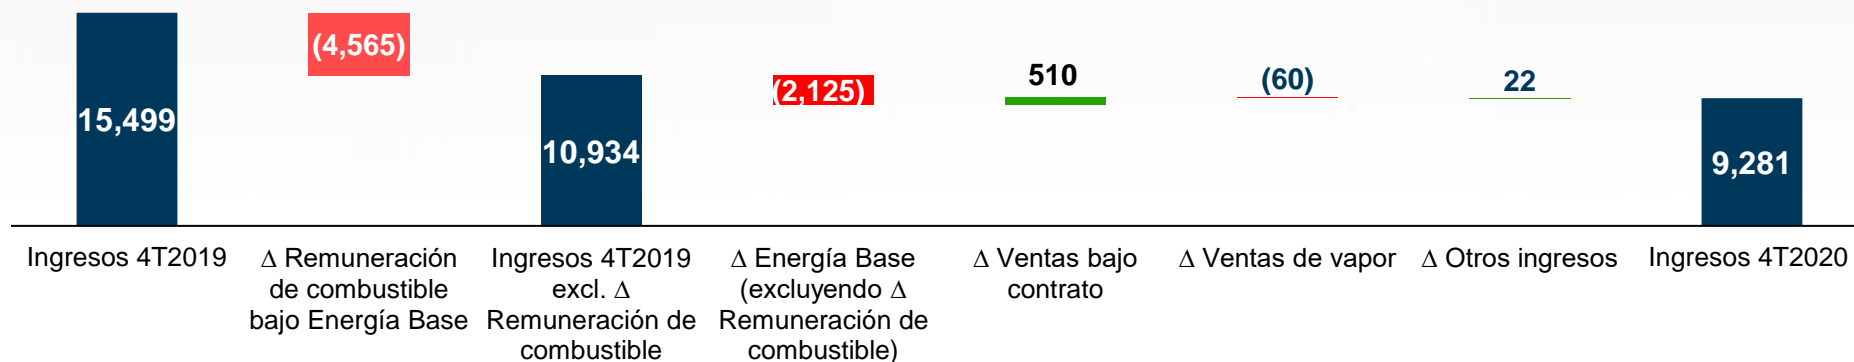 15,499
(4,565)
10,934
(2,125)
510
(60)
22
9,281
Ingresos 4T2019
Δ Remuneración
de combustible
bajo Energía Base
Ingresos 4T2019
excl. Δ
Remuneración de
combustible
Δ Energía Base
(excluyendo Δ
Remuneración de
combustible)
Δ Ventas bajo
contrato
Δ Ventas de vapor
Δ Otros ingresos
Ingresos 4T2020